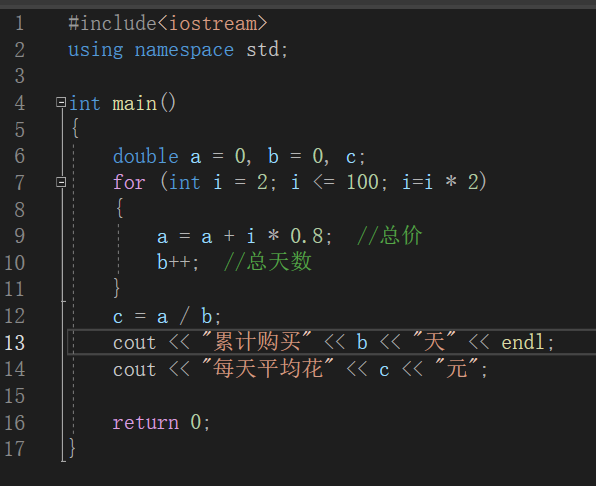 1 #include<iostream>
2 using namespace std;
3
4 int main()
5 {
6 double a = 0, b = 0, c;
7 for (int i = 2; i <= 100; i=i * 2)
8 {
9 a = a + i * 0.8; //总价
10 b++; //总天数
11 }
12 c = a / b;
13 cout << "累计购买" << b << "天" << endl;
14 cout << "每天平均花" << c << "元";
15
16 return 0;
17 }